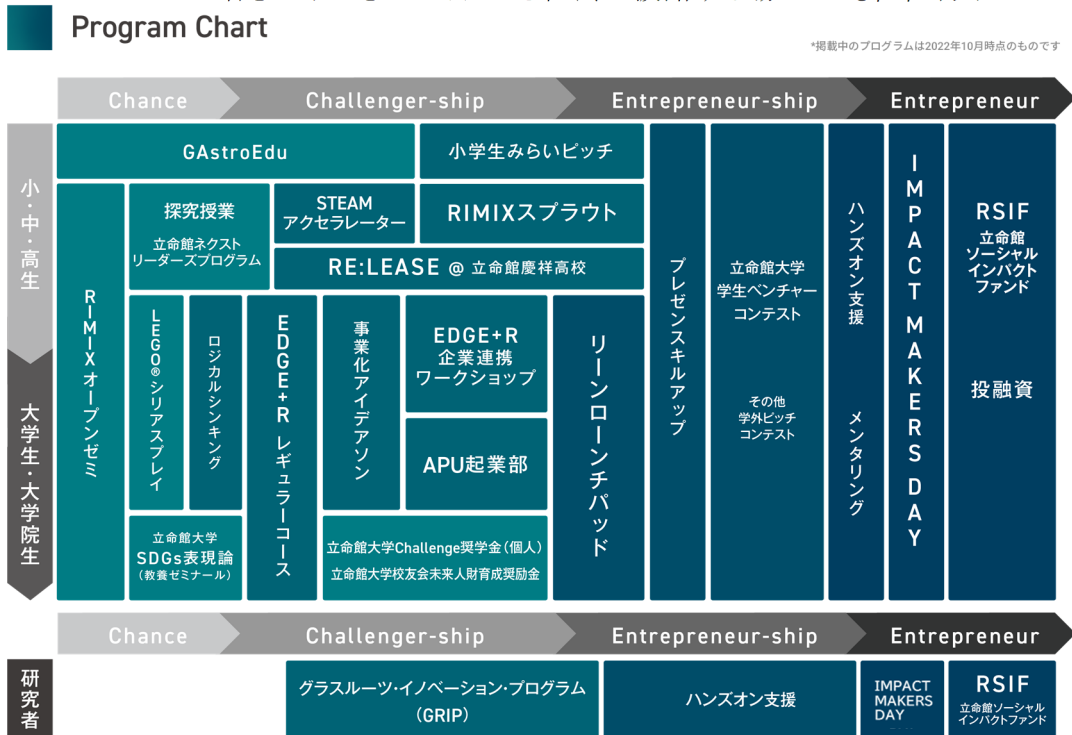 Program Chart
*掲載中のプログラムは2022年10月時点のものです
Chance
Challenger-ship
Entrepreneur-ship
Entrepreneur
小・中・高生
大学生・大学院生
GAstroEdu
小学生みらいピッチ
RIMIXオープンゼミ
探究授業
立命館ネクスト
リーダーズプログラム
STEAM
アクセラレーター
RIMIXスプラウト
RE:LEASE @ 立命館慶祥高校
LEGO®シリアスプレイ
ロジカルシンキング
EDGE+R レギュラーコース
事業化アイデアソン
EDGE+R
企業連携
ワークショップ
APU起業部
リーンローンチパッド
立命館大学
SDGs表現論
(教養ゼミナール)
立命館大学Challenge奨学金(個人)
立命館大学校友会未来人財育成奨励金
プレゼンスキルアップ
立命館大学
学生ベンチャー
コンテスト
その他
学外ピッチ
コンテスト
ハンズオン支援
メンタリング
IMPACT MAKERS DAY
RSIF
立命館
ソーシャル
インパクト
ファンド
投融資
Chance
Challenger-ship
Entrepreneur-ship
Entrepreneur
研究者
グラスルーツ・イノベーション・プログラム
(GRIP)
ハンズオン支援
IMPACT
MAKERS
DAY
RSIF
立命館ソーシャル
インパクトファンド